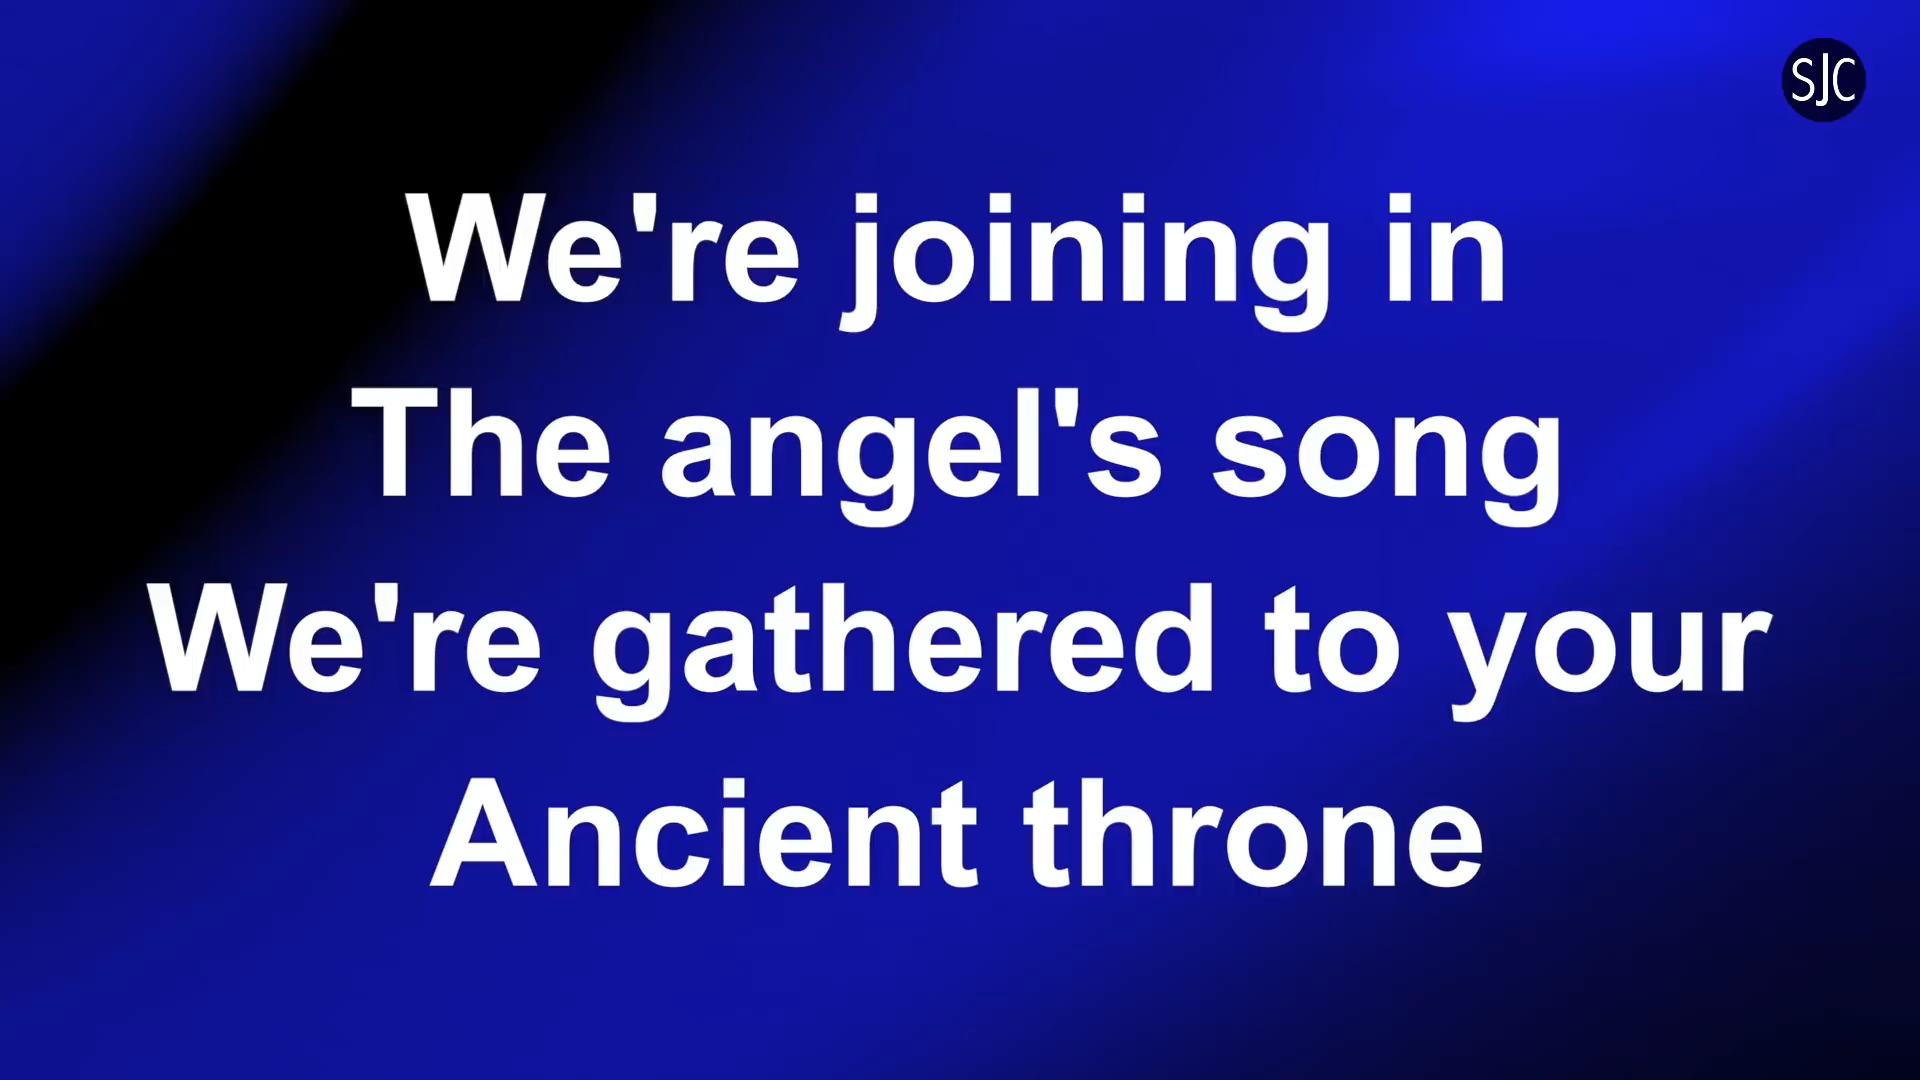 SJC
We're joining in
The angel's song
We're gathered to your
Ancient throne